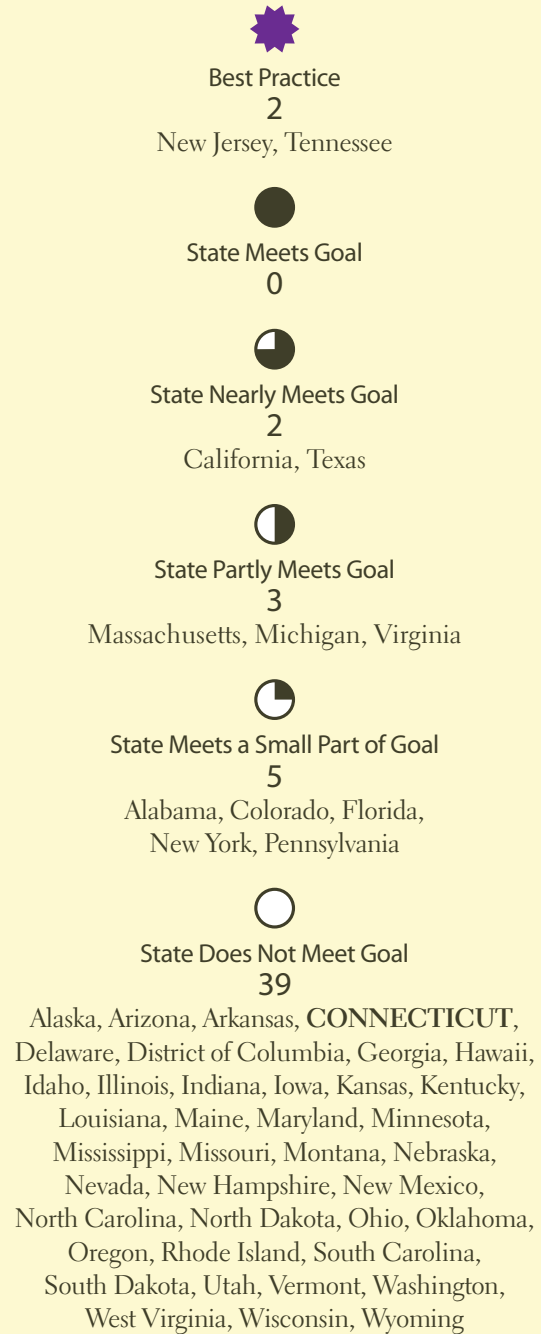 Best Practice
2
New Jersey, Tennessee
State Meets Goal
0
State Nearly Meets Goal
2
California, Texas
State Partly Meets Goal
3
Massachusetts, Michigan, Virginia
State Meets a Small Part of Goal
5
Alabama, Colorado, Florida,
New York, Pennsylvania
State Does Not Meet Goal
39
Alaska, Arizona, Arkansas, CONNECTICUT,
Delaware, District of Columbia, Georgia, Hawaii,
Idaho, Illinois, Indiana, Iowa, Kansas, Kentucky,
Louisiana, Maine, Maryland, Minnesota,
Mississippi, Missouri, Montana, Nebraska,
Nevada, New Hampshire, New Mexico,
North Carolina, North Dakota, Ohio, Oklahoma,
Oregon, Rhode Island, South Carolina,
South Dakota, Utah, Vermont, Washington,
West Virginia, Wisconsin, Wyoming